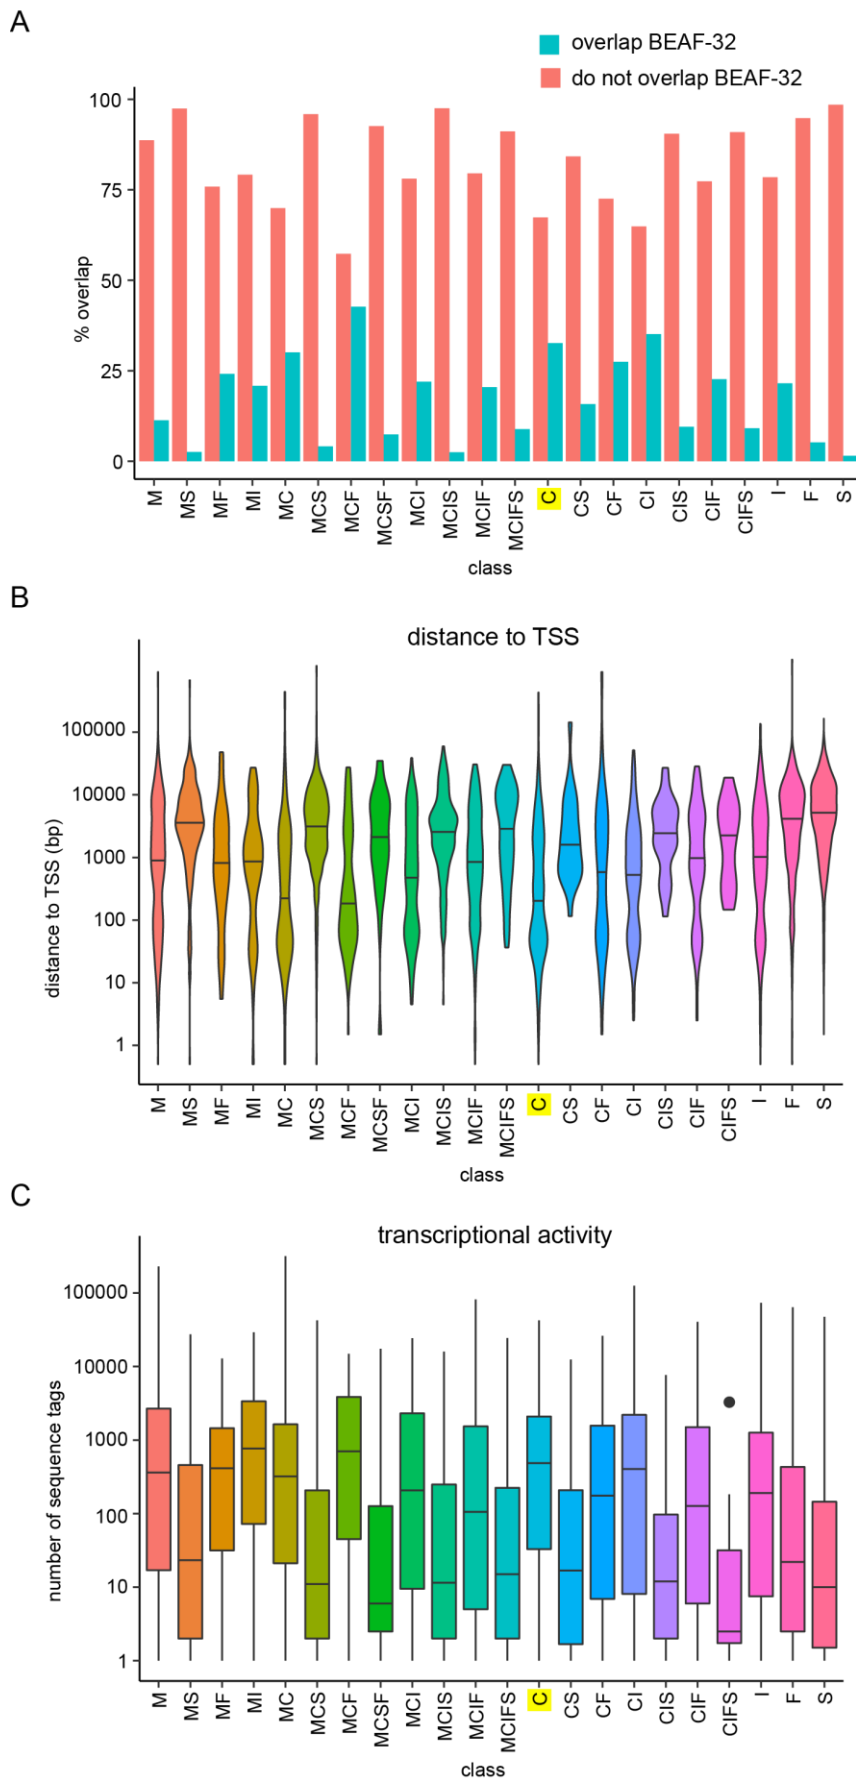 A
overlap BEAF-32
do not overlap BEAF-32
100
75
50
25
0
% overlap
M MS MF MI MC MCS MCF MCSF MCI MCIS MCIF MCIFS C CS CF CI CIS CIF CIFS I F S
class
B
distance to TSS
100000
10000
1000
100
10
1
distance to TSS (bp)
M MS MF MI MC MCS MCF MCSF MCI MCIS MCIF MCIFS C CS CF CI CIS CIF CIFS I F S
class
C
transcriptional activity
100000
10000
1000
100
10
1
number of sequence tags
M MS MF MI MC MCS MCF MCSF MCI MCIS MCIF MCIFS C CS CF CI CIS CIF CIFS I F S
class